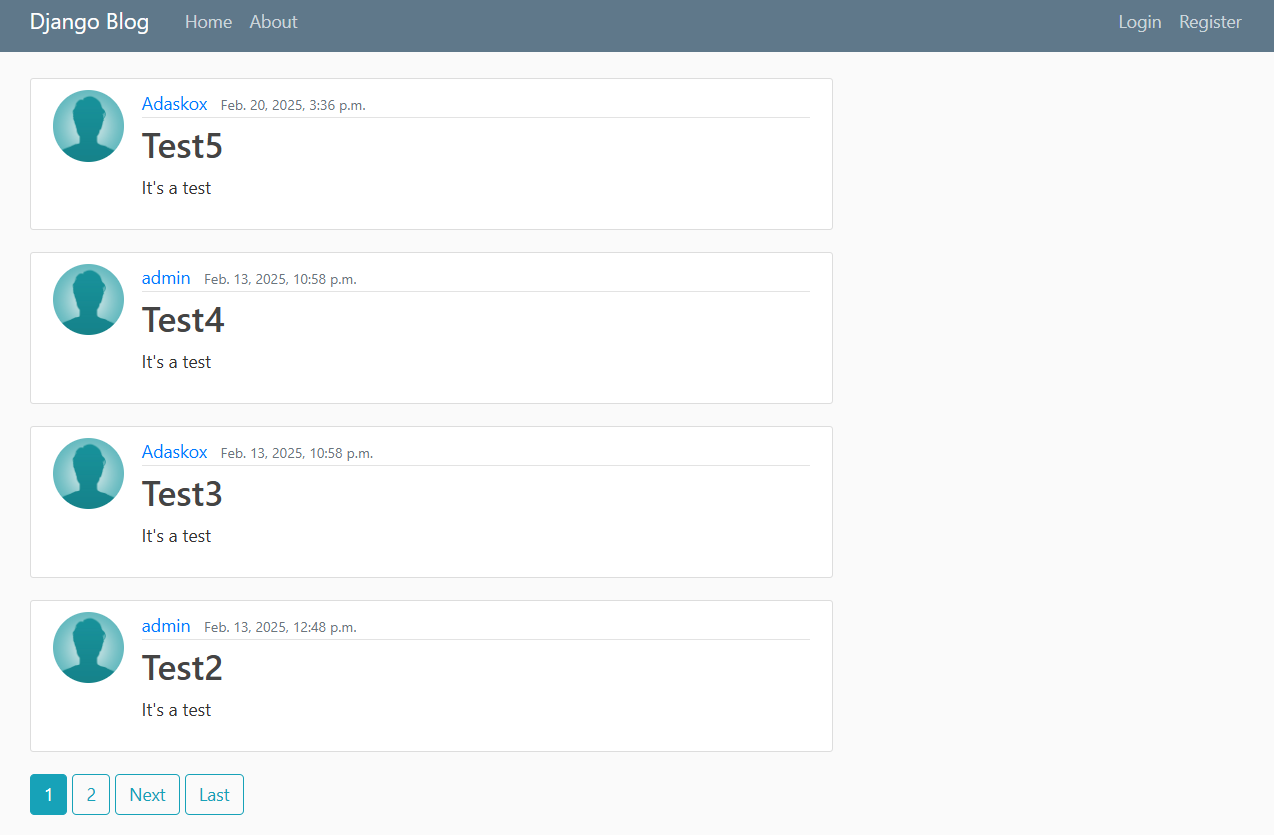 Django Blog Home About Login Register
Adaskox Feb. 20, 2025, 3:36 p.m.
Test5
It's a test
admin Feb. 13, 2025, 10:58 p.m.
Test4
It's a test
Adaskox Feb. 13, 2025, 10:58 p.m.
Test3
It's a test
admin Feb. 13, 2025, 12:48 p.m.
Test2
It's a test
1 2 Next Last